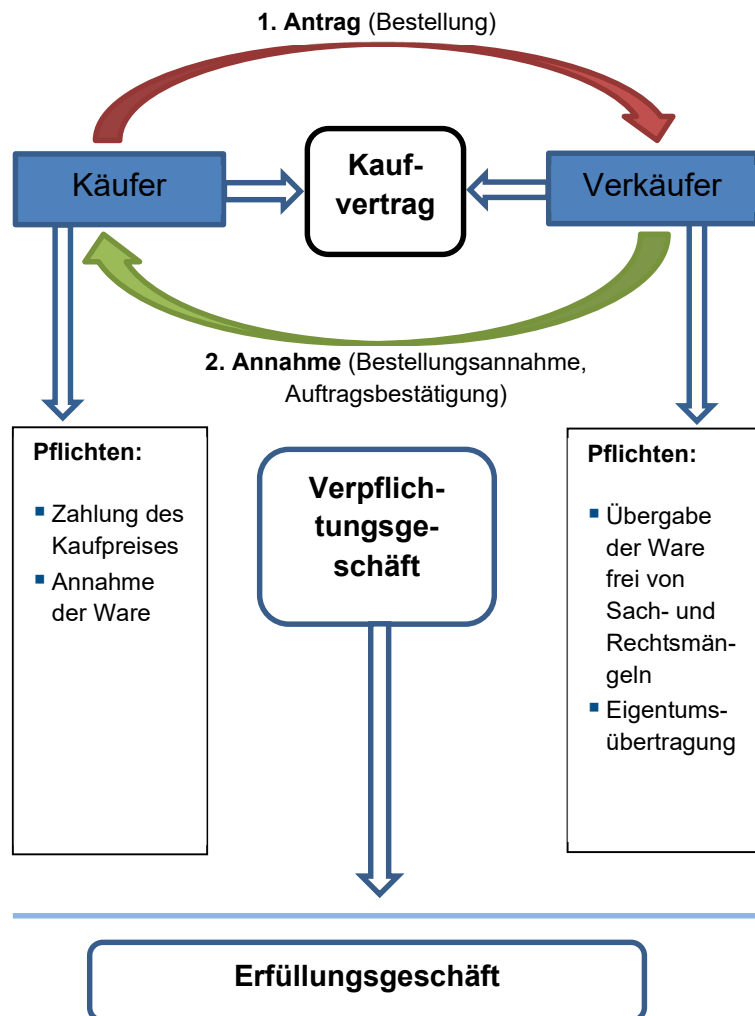 1. Antrag (Bestellung)
Käufer
Kauf-
vertrag
Verkäufer
2. Annahme (Bestellungsannahme,
Auftragsbestätigung)
Pflichten:
▪ Zahlung des
Kaufpreises
▪ Annahme
der Ware
Verpflich-
tungsge-
schäft
Pflichten:
▪ Übergabe
der Ware
frei von
Sach- und
Rechtsmän-
geln
▪ Eigentums-
übertragung
Erfüllungsgeschäft